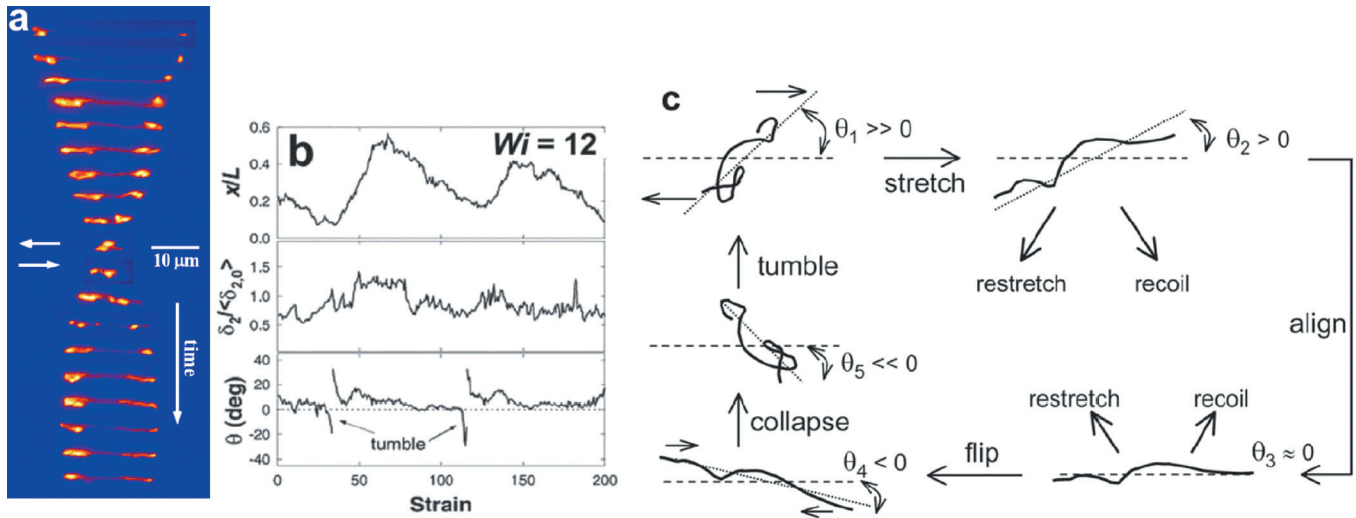 a
10 μm
time
b
Wi = 12
x/L
0.6
0.4
0.2
0.0
δ2/<δ2,0>
1.5
1.0
0.5
θ (deg)
40
20
0
-20
-40
tumble
0
50
100
150
200
Strain
c
θ1 >> 0
stretch
θ2 > 0
restretch
recoil
align
tumble
θ5 << 0
collapse
restretch
recoil
θ4 < 0
flip
θ3 ≈ 0